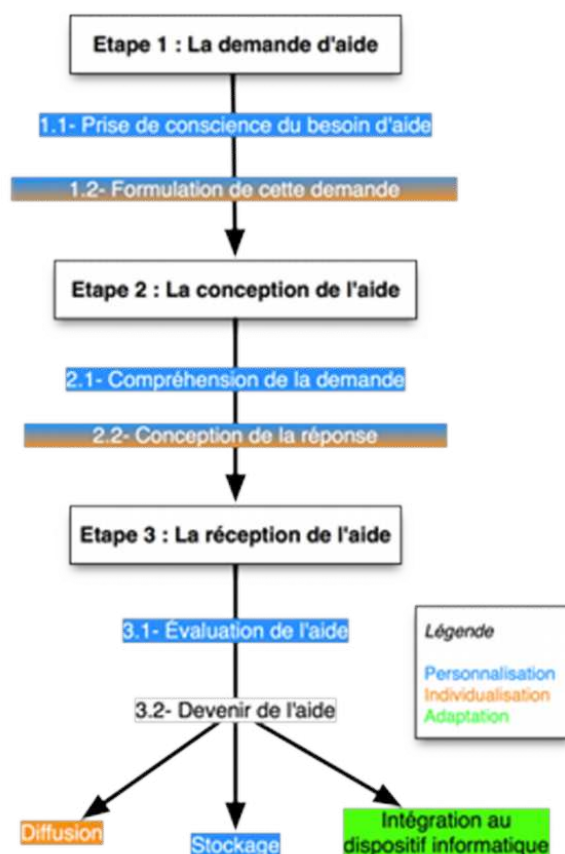 Etape 1 : La demande d'aide
1.1- Prise de conscience du besoin d'aide
1.2- Formulation de cette demande
Etape 2 : La conception de l'aide
2.1- Compréhension de la demande
2.2- Conception de la réponse
Etape 3 : La réception de l'aide
3.1- Évaluation de l'aide
3.2- Devenir de l'aide
Légende
Personnalisation
Individualisation
Adaptation
Diffusion
Stockage
Intégration au
dispositif informatique